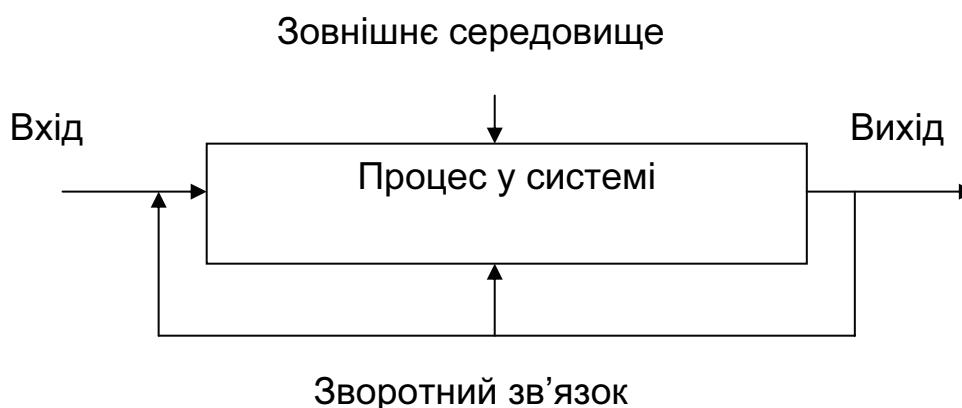 Зовнішнє середовище
Вхід
Вихід
Процес у системі
Зворотний зв’язок